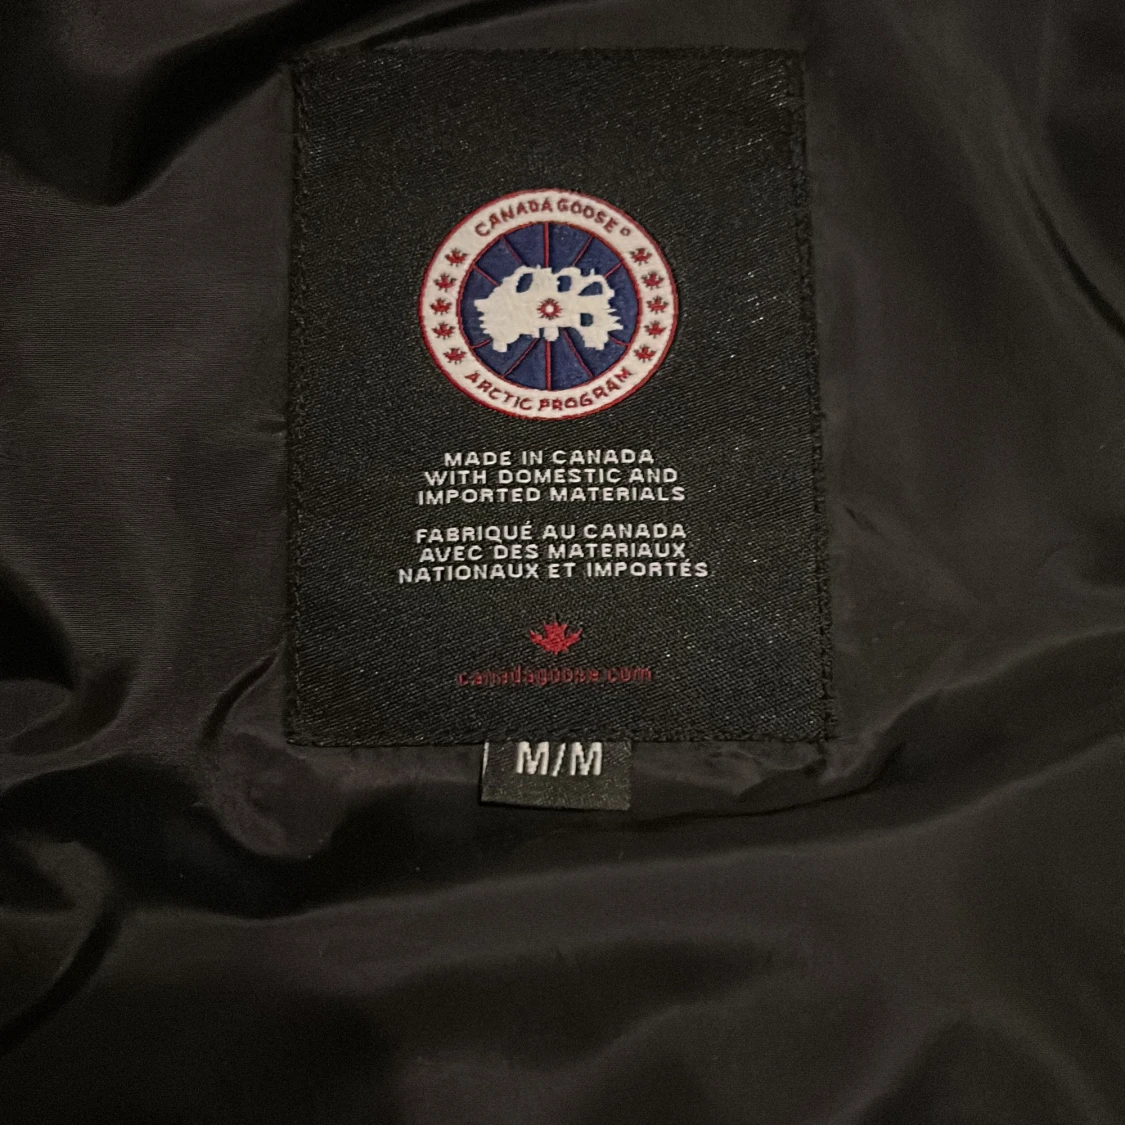 CANADA GOOSE®
ARCTIC PROGRAM
MADE IN CANADA
WITH DOMESTIC AND
IMPORTED MATERIALS
FABRIQUÉ AU CANADA
AVEC DES MATERIAUX
NATIONAUX ET IMPORTÉS
canadagoose.com
M/M